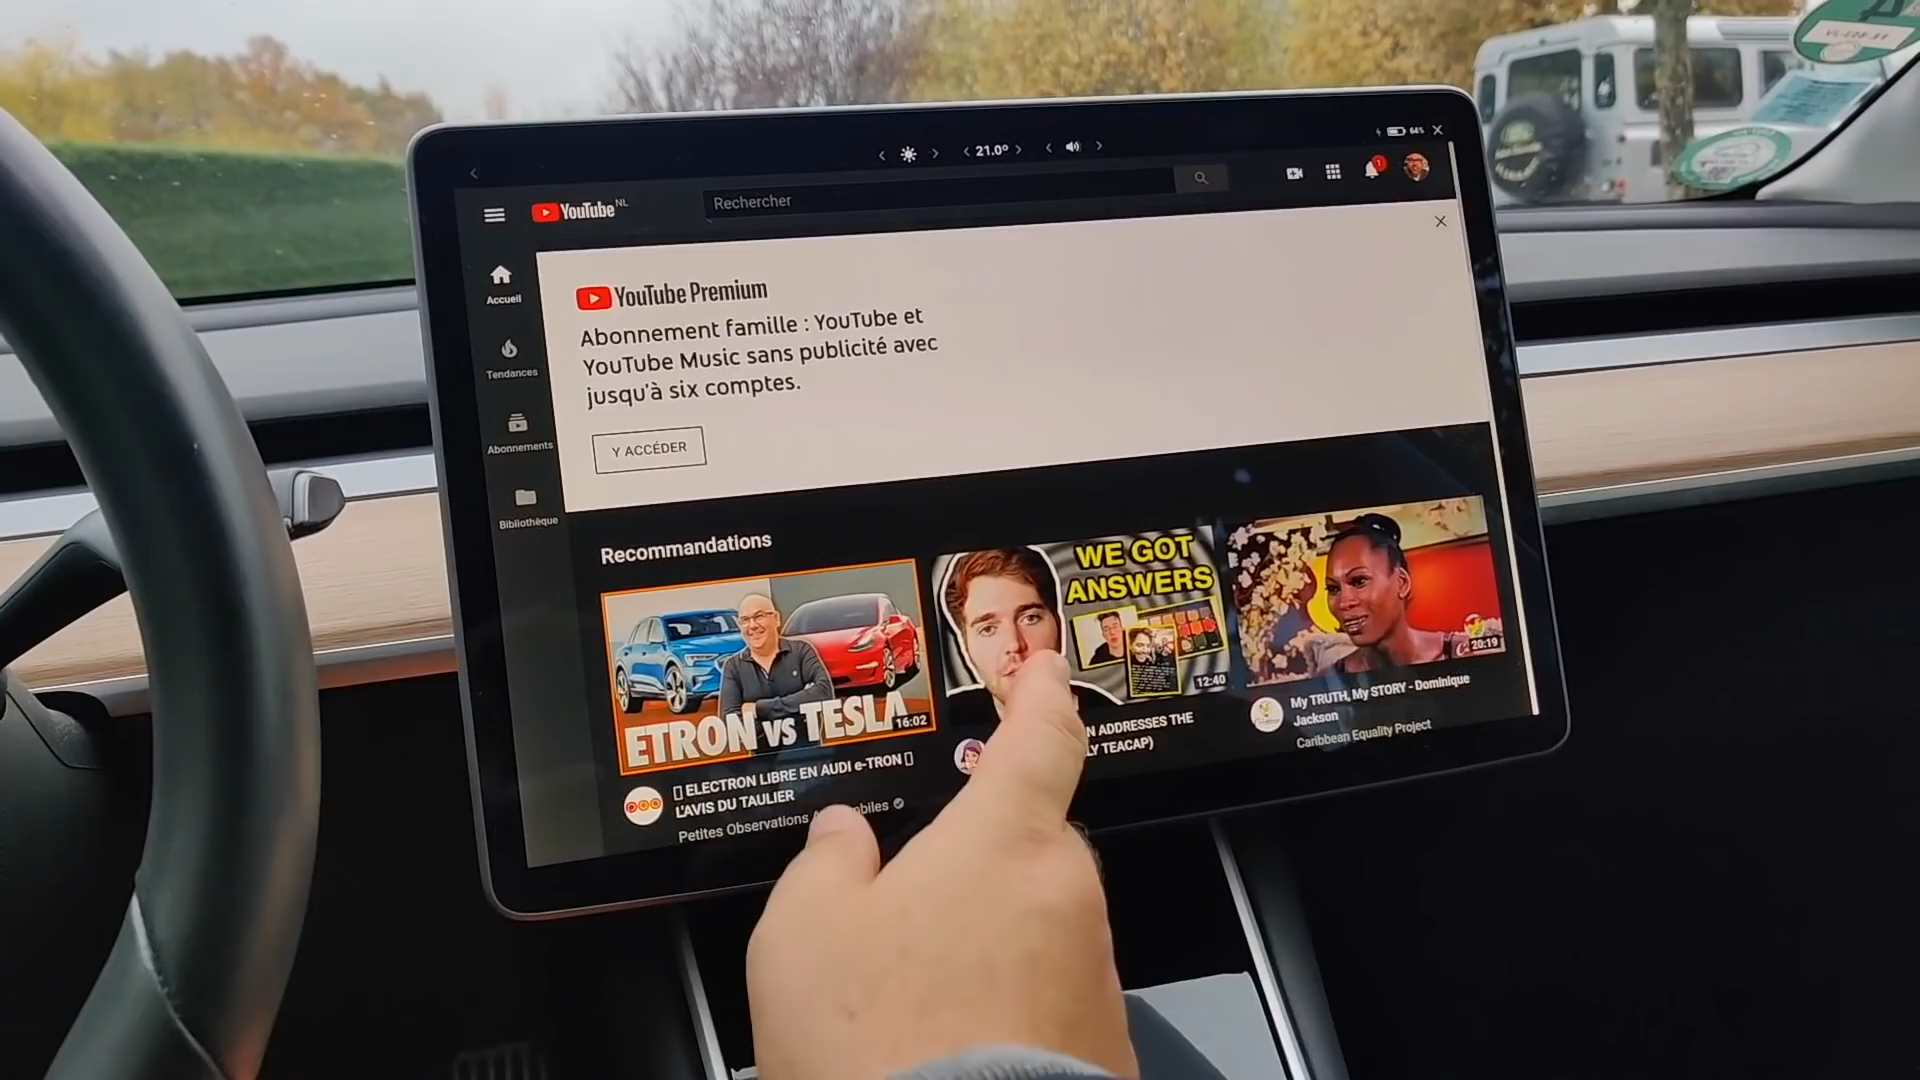 21.0°
64%
YouTube NL
Rechercher
1
Accueil
Tendances
Abonnements
Bibliothèque
YouTube Premium
Abonnement famille : YouTube et
YouTube Music sans publicité avec
jusqu'à six comptes.
Y ACCÉDER
Recommandations
ETRON vs TESLA
16:02
ELECTRON LIBRE EN AUDI e-TRON
L'AVIS DU TAULIER
Petites Observations
WE GOT
ANSWERS
12:40
N ADDRESSES THE
LY TEACAP)
20:19
My TRUTH, My STORY - Dominique
Jackson
Caribbean Equality Project